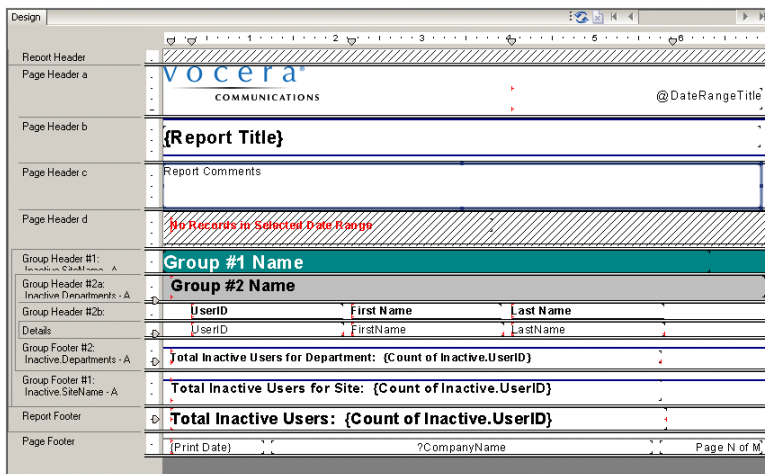 Design
1 2 3 4 5 6
Report Header
Page Header a
vocera®
COMMUNICATIONS
@DateRangeTitle
Page Header b
{Report Title}
Page Header c
Report Comments
Page Header d
No Records in Selected Date Range
Group Header #1:
Inactive.SiteName - A
Group #1 Name
Group Header #2a:
Inactive.Departments - A
Group #2 Name
Group Header #2b:
UserID First Name Last Name
Details
UserID FirstName LastName
Group Footer #2:
Inactive.Departments - A
Total Inactive Users for Department: {Count of Inactive.UserID}
Group Footer #1:
Inactive.SiteName - A
Total Inactive Users for Site: {Count of Inactive.UserID}
Report Footer
Total Inactive Users: {Count of Inactive.UserID}
Page Footer
{Print Date} ?CompanyName Page N of M